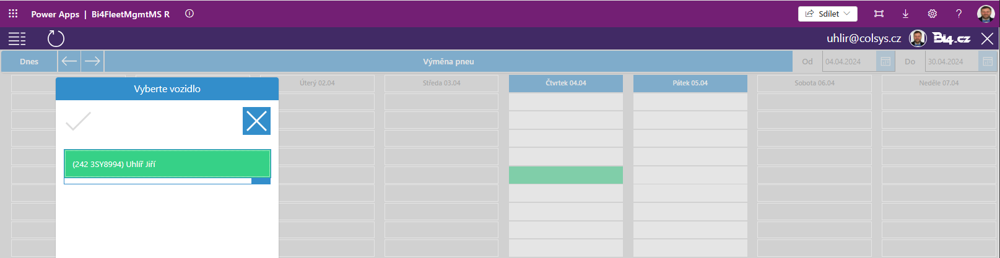 Power Apps | Bi4FleetMgmtMS R Sdílet ?
uhlir@colsys.cz Bi4.cz
Dnes Výměna pneu Od 04.04.2024 Do 30.04.2024
Úterý 02.04 Středa 03.04 Čtvrtek 04.04 Pátek 05.04 Sobota 06.04 Neděle 07.04
Vyberte vozidlo
(242 3SY8994) Uhlíř Jiří